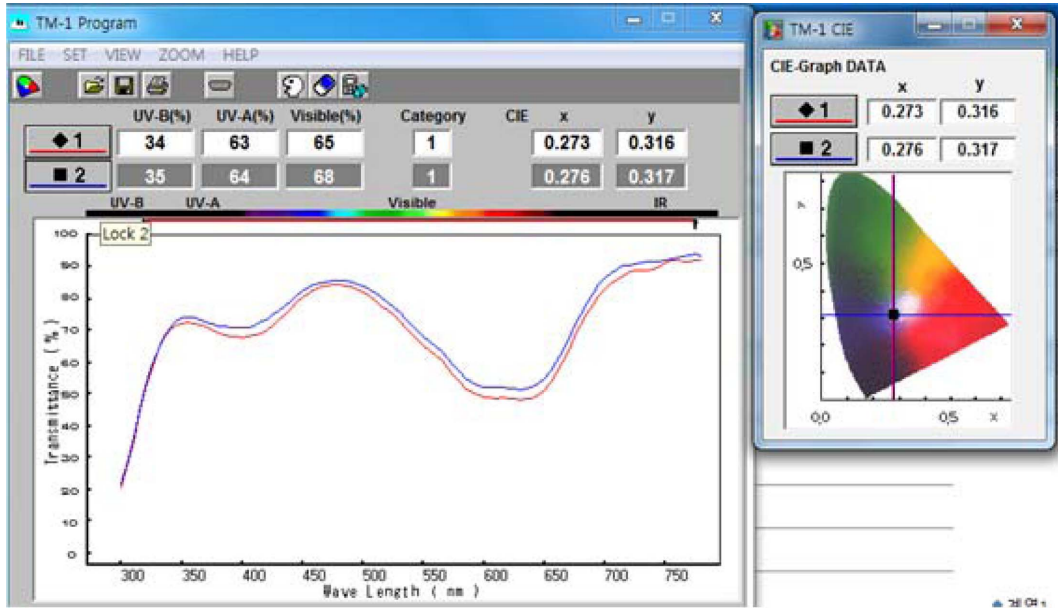 TM-1 Program
FILE SET VIEW ZOOM HELP
UV-B(%) UV-A(%) Visible(%) Category CIE x y
1 34 63 65 1 0.273 0.316
2 35 64 68 1 0.276 0.317
UV-B UV-A Visible IR
Lock 2
100
90
80
70
60
50
40
30
20
10
0
Transmittance (%)
300 350 400 450 500 550 600 650 700 750
Wave Length ( nm )
TM-1 CIE
CIE-Graph DATA
x y
1 0.273 0.316
2 0.276 0.317
Y
0,5
0,0 0,5 X